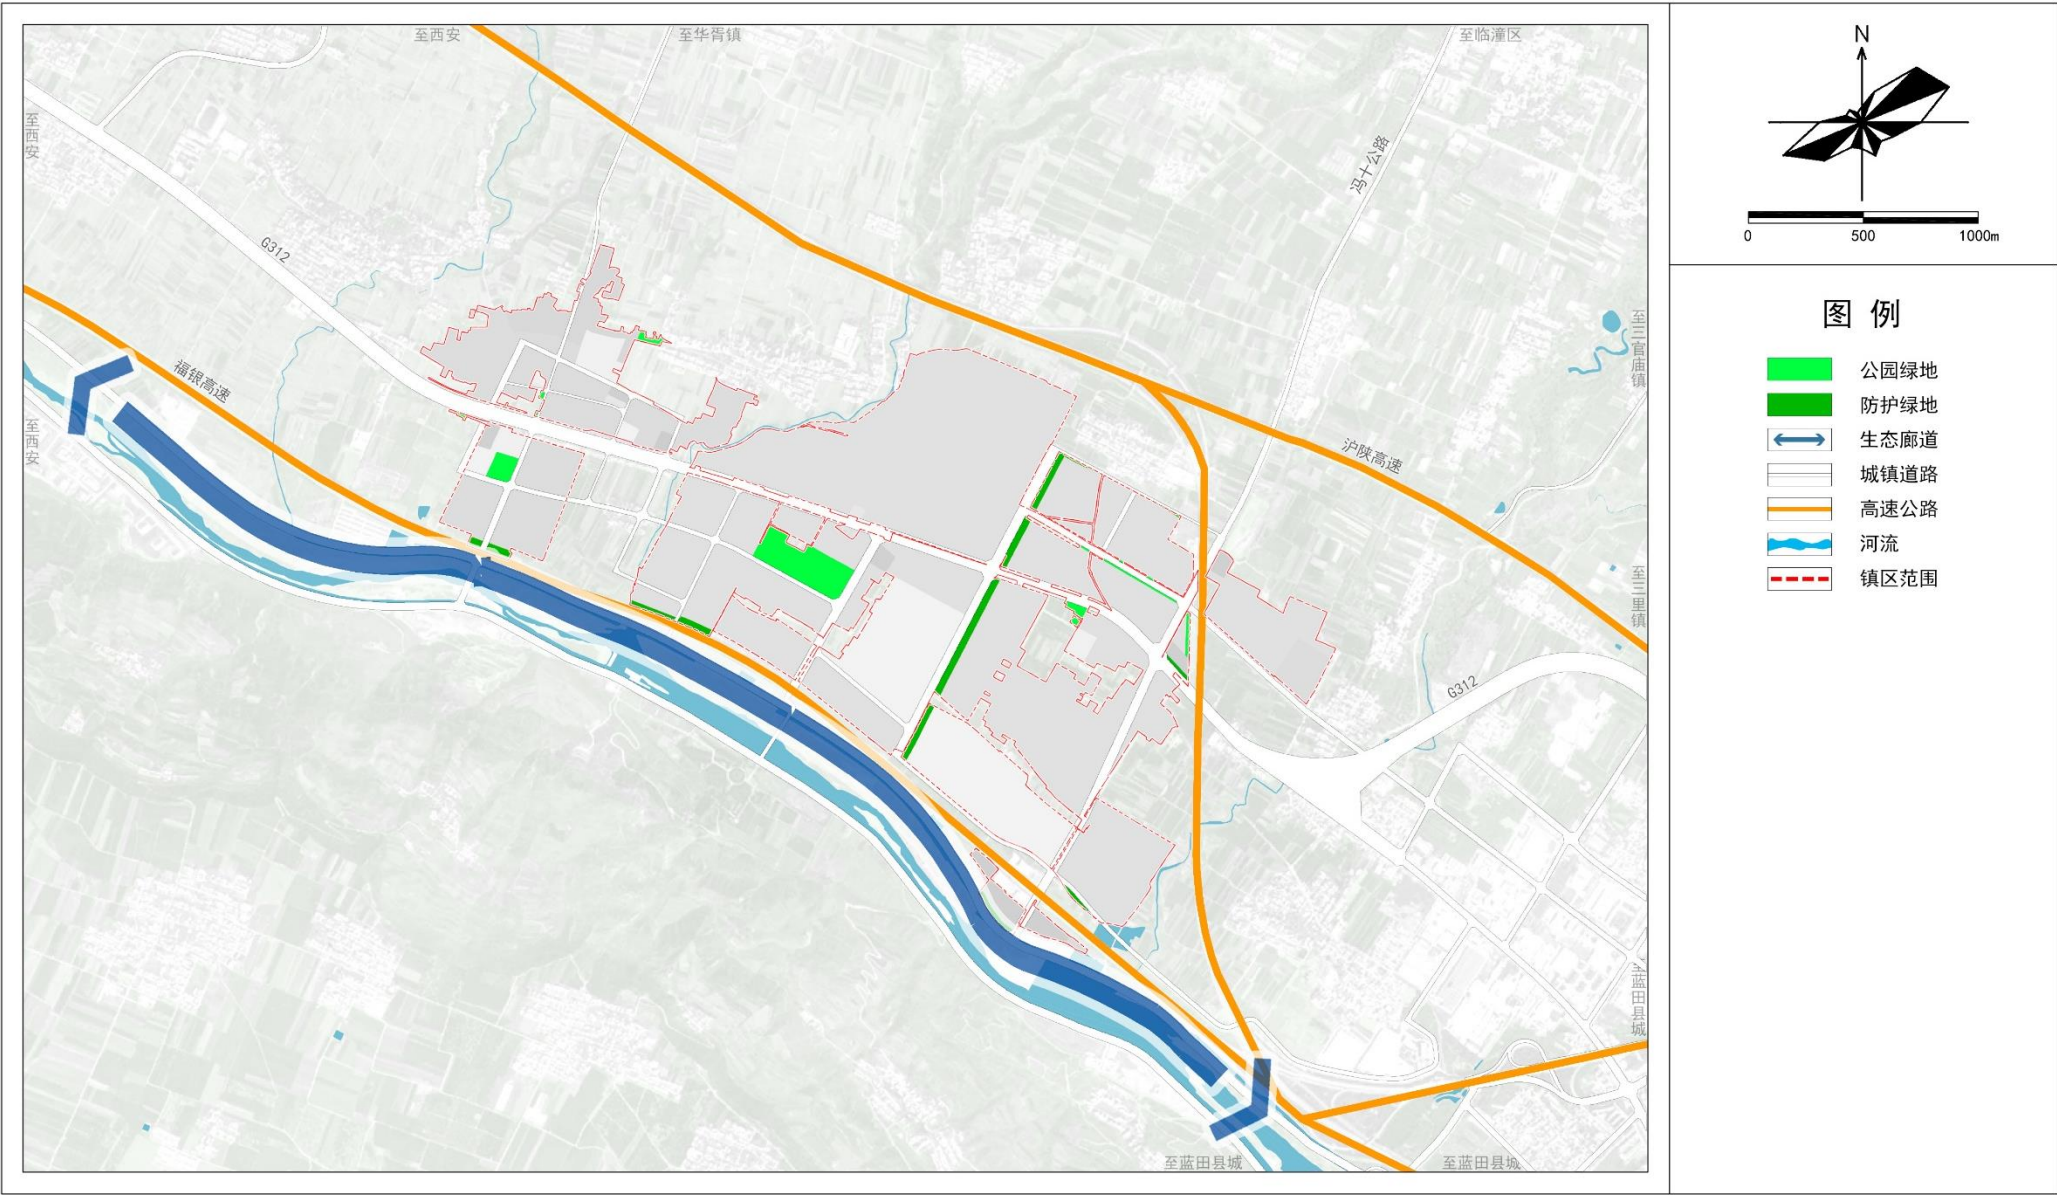 至西安
至华胥镇
至临潼区
至西安
冯十公路
G312
福银高速
至三官庙镇
至西安
沪陕高速
至三里镇
G312
至蓝田县城
至蓝田县城
至蓝田县城
N
0 500 1000m
图例
公园绿地
防护绿地
生态廊道
城镇道路
高速公路
河流
镇区范围